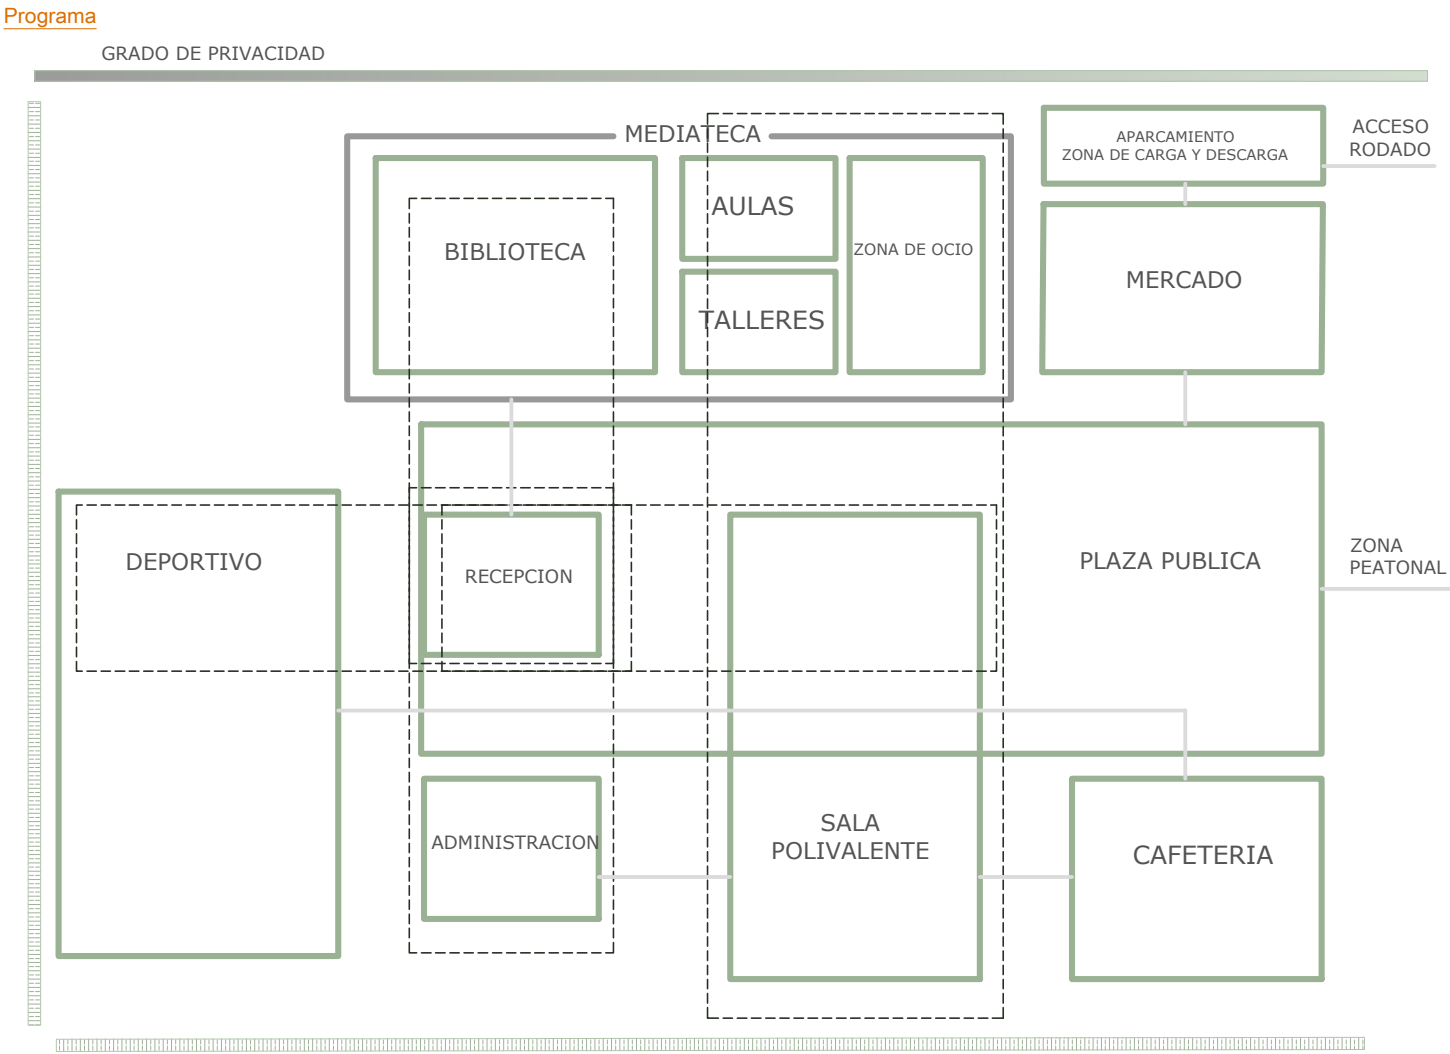 Programa
GRADO DE PRIVACIDAD
MEDIATECA
APARCAMIENTO
ZONA DE CARGA Y DESCARGA
ACCESO
RODADO
BIBLIOTECA
AULAS
ZONA DE OCIO
TALLERES
MERCADO
DEPORTIVO
RECEPCION
PLAZA PUBLICA
ZONA
PEATONAL
ADMINISTRACION
SALA
POLIVALENTE
CAFETERIA